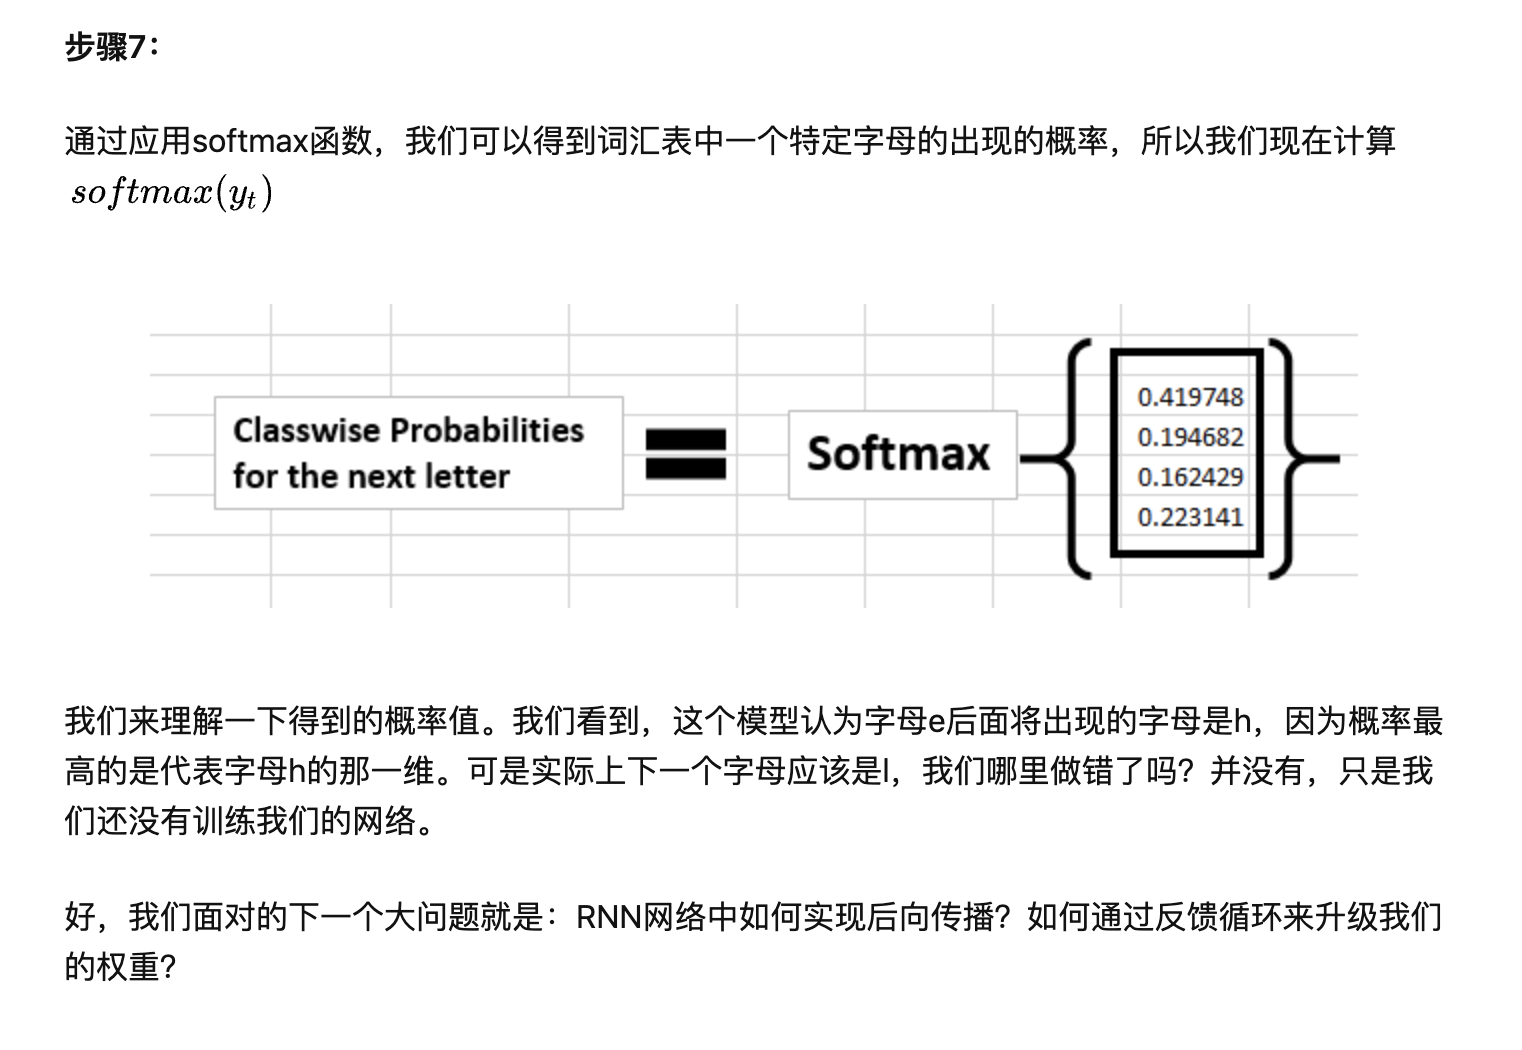 步骤7：
通过应用softmax函数，我们可以得到词汇表中一个特定字母的出现的概率，所以我们现在计算
softmax(y_t)
Classwise Probabilities
for the next letter
=
Softmax
0.419748
0.194682
0.162429
0.223141
我们来理解一下得到的概率值。我们看到，这个模型认为字母e后面将出现的字母是h，因为概率最
高的是代表字母h的那一维。可是实际上下一个字母应该是l，我们哪里做错了吗？并没有，只是我
们还没有训练我们的网络。
好，我们面对的下一个大问题就是：RNN网络中如何实现后向传播？如何通过反馈循环来升级我们
的权重？